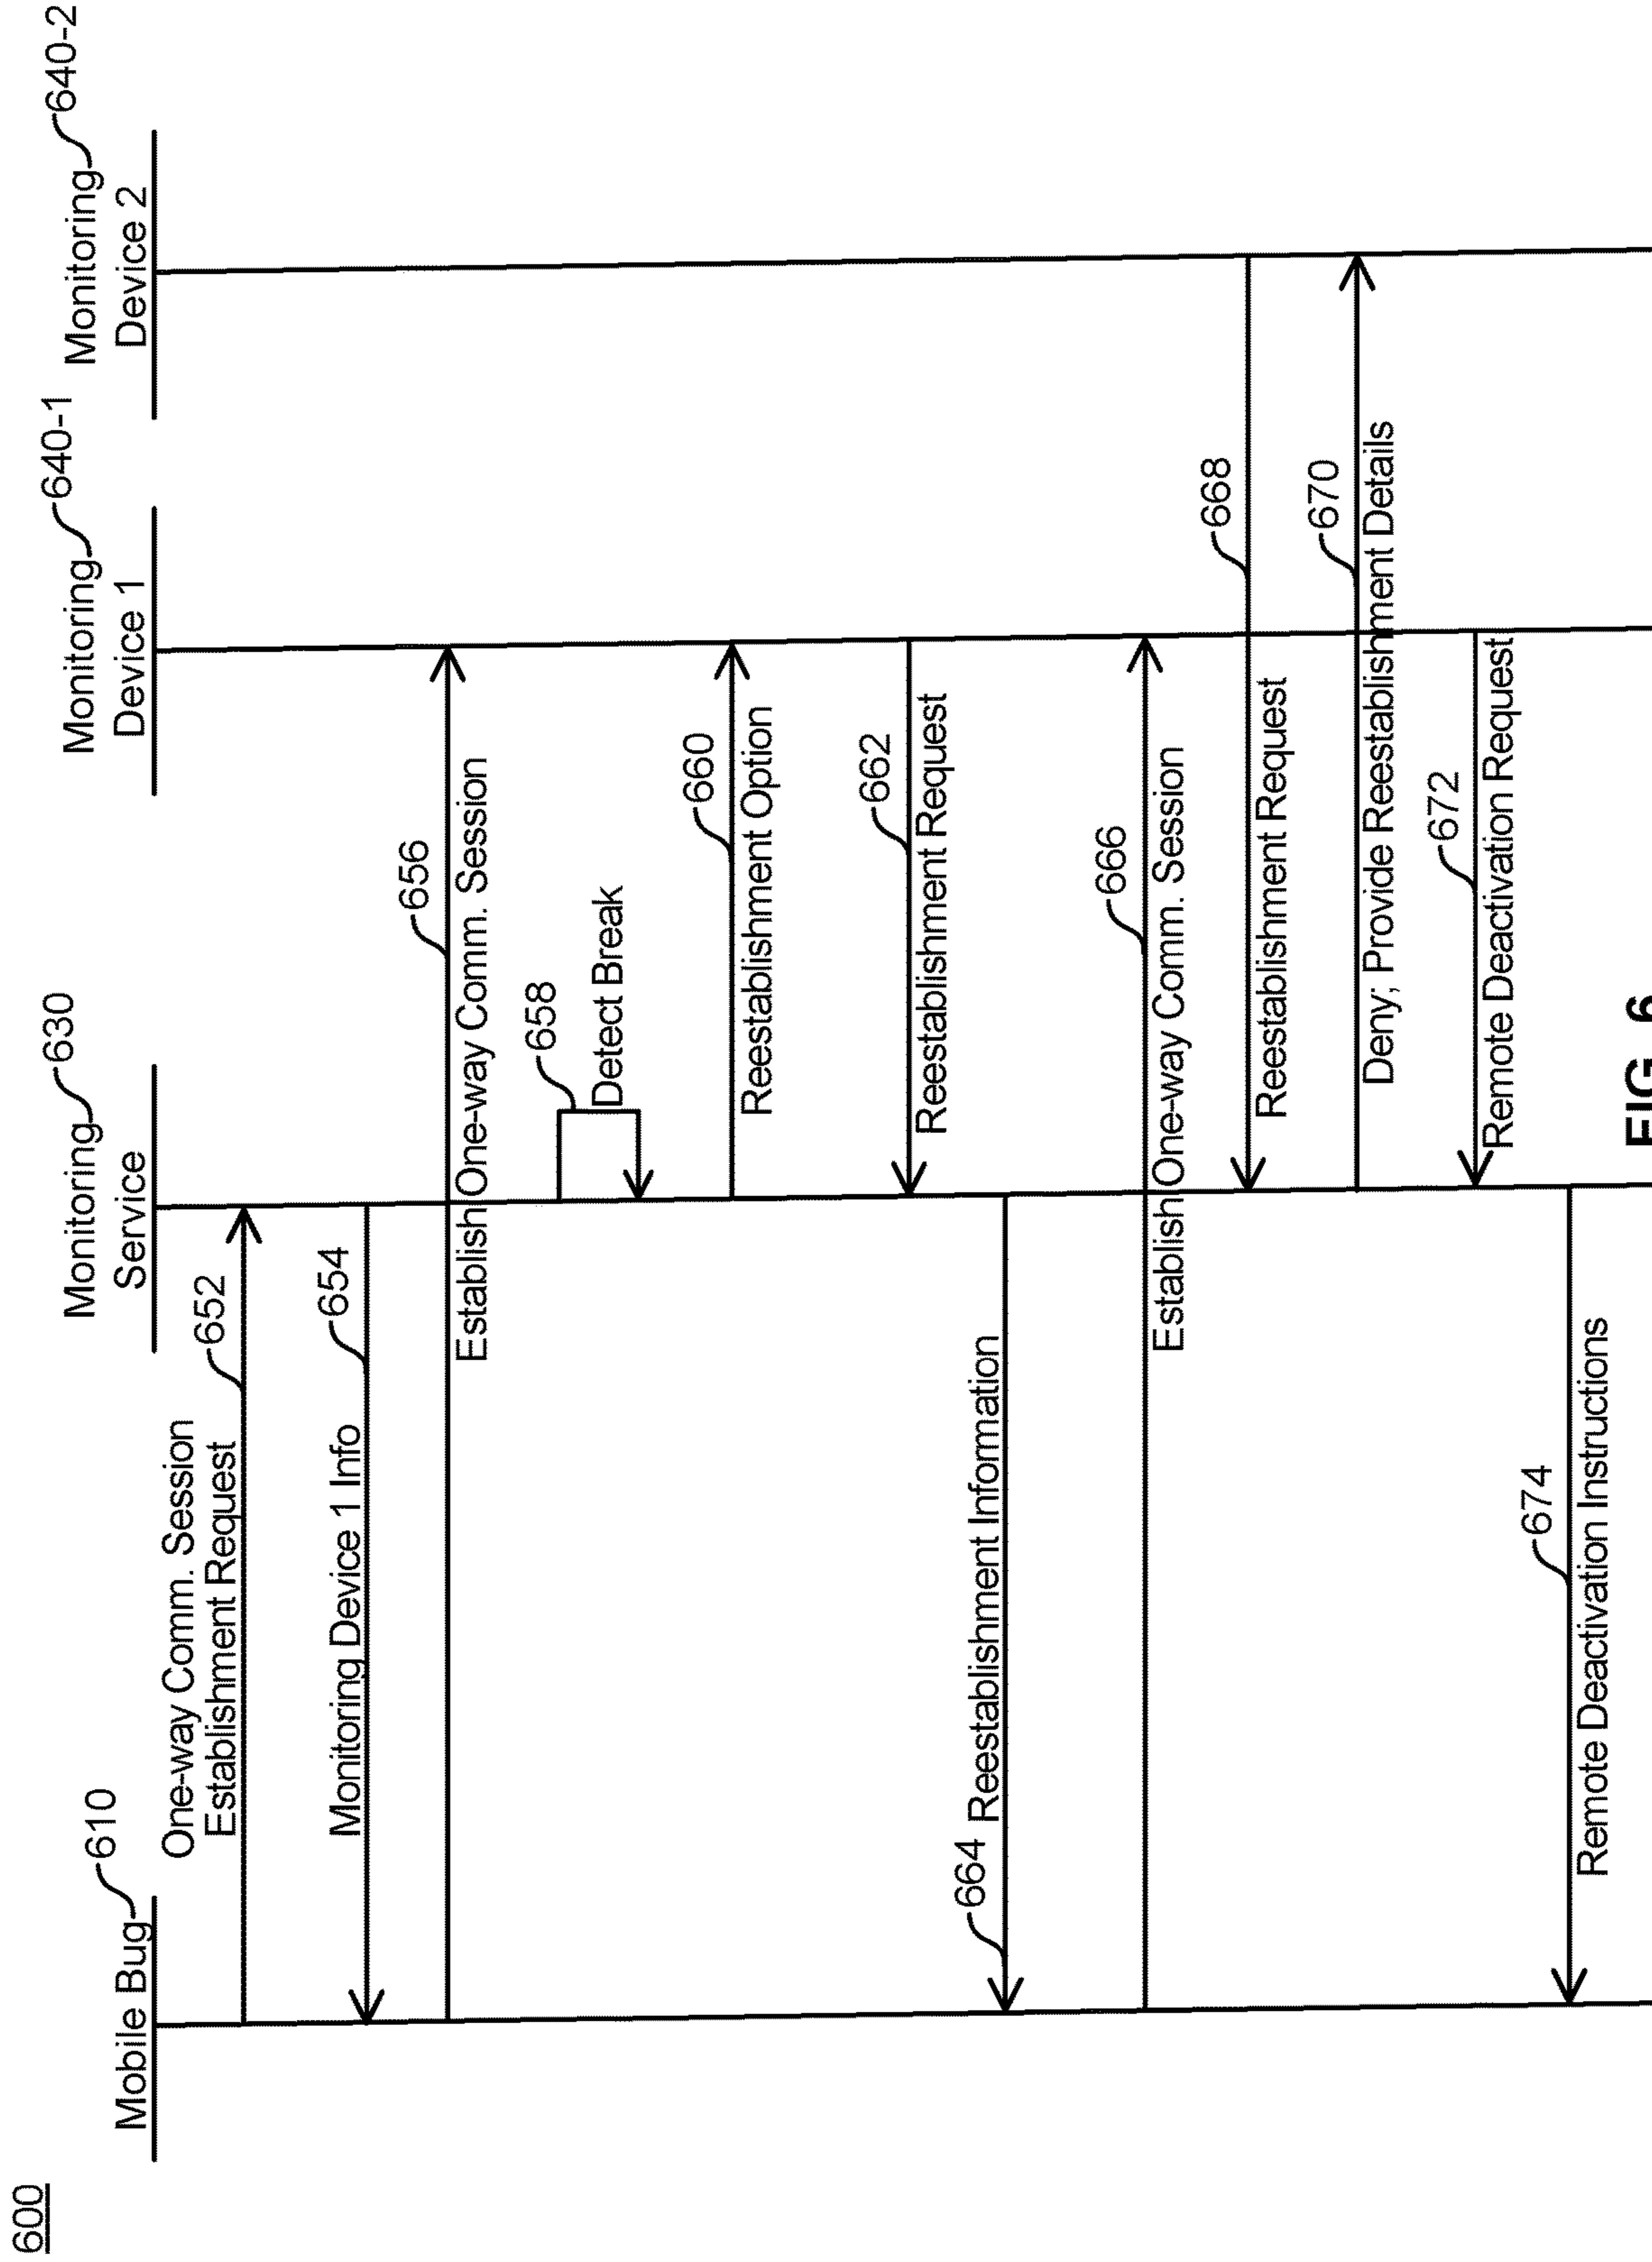 600
Mobile Bug
610
Monitoring
Service
630
Monitoring
Device 1
640-1
Monitoring
Device 2
640-2
One-way Comm. Session
Establishment Request
652
Monitoring Device 1 Info
654
656
Establish One-way Comm. Session
658
Detect Break
660
Reestablishment Option
662
Reestablishment Request
664
Reestablishment Information
666
Establish One-way Comm. Session
668
Reestablishment Request
670
Deny; Provide Reestablishment Details
672
Remote Deactivation Request
674
Remote Deactivation Instructions
FIG. 6